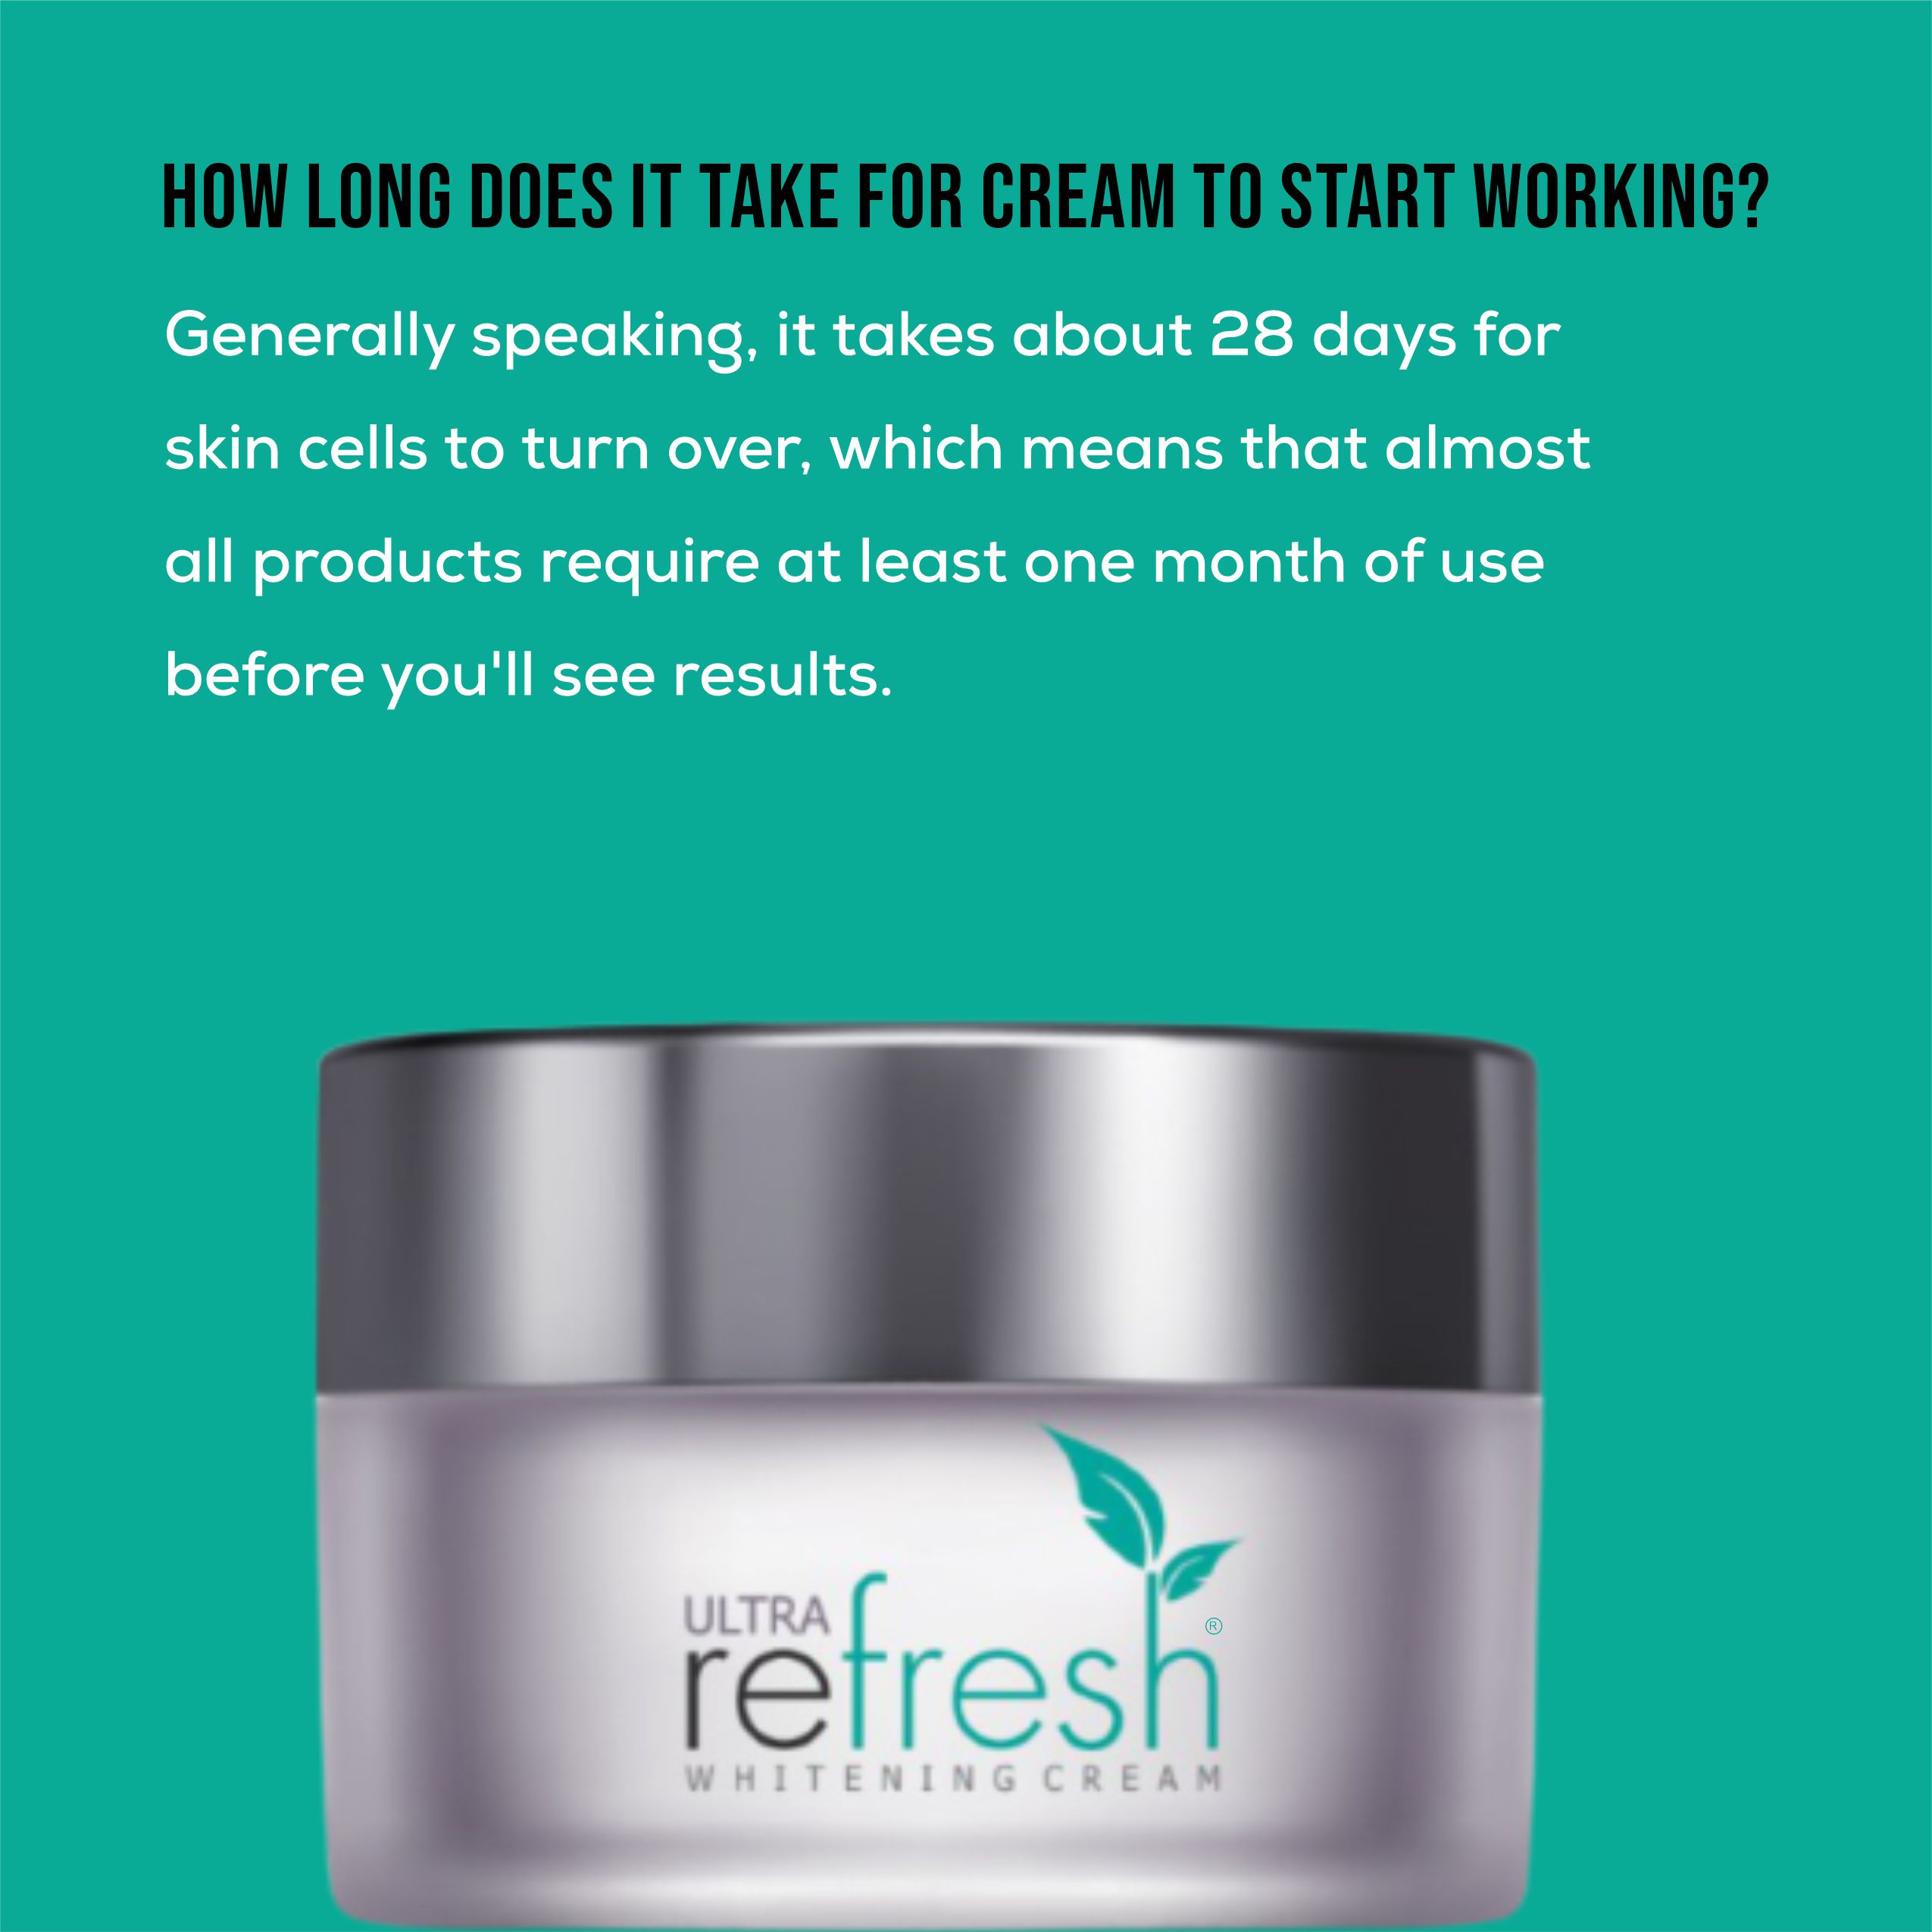 HOW LONG DOES IT TAKE FOR CREAM TO START WORKING?
Generally speaking, it takes about 28 days for
skin cells to turn over, which means that almost
all products require at least one month of use
before you'll see results.
ULTRA
refresh®
WHITENING CREAM